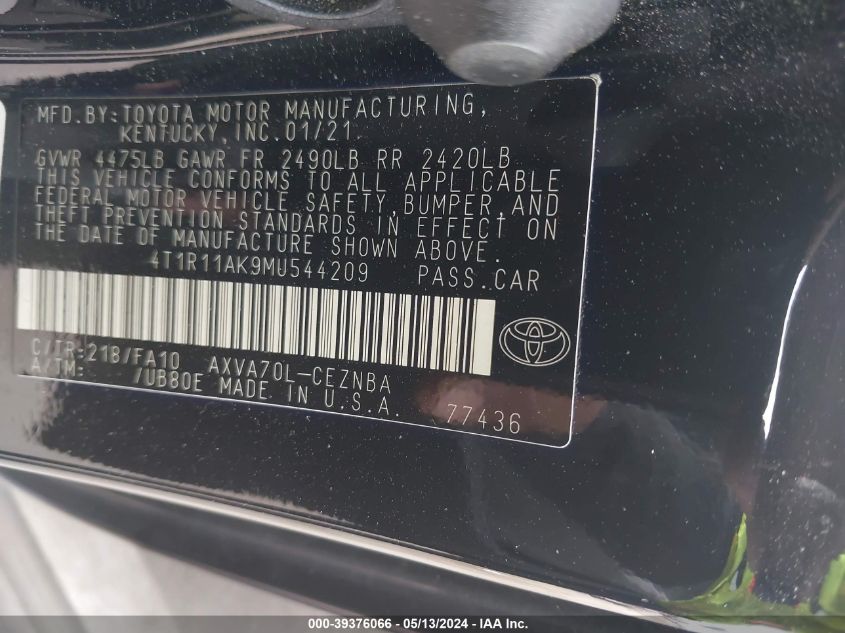 MFD.BY:TOYOTA MOTOR MANUFACTURING,
KENTUCKY,INC.01/21
GVWR 4475LB GAWR FR 2490LB RR 2420LB
THIS VEHICLE CONFORMS TO ALL APPLICABLE
FEDERAL MOTOR VEHICLE SAFETY,BUMPER,AND
THEFT PREVENTION STANDARDS IN EFFECT ON
THE DATE OF MANUFACTURE SHOWN ABOVE.
4T1R11AK9MU544209 PASS.CAR
C/TR:218/FA10 AXVA70L-CEZNBA
A/TM: /UB80E MADE IN U.S.A. 77436
000-39376066 - 05/13/2024 - IAA Inc.